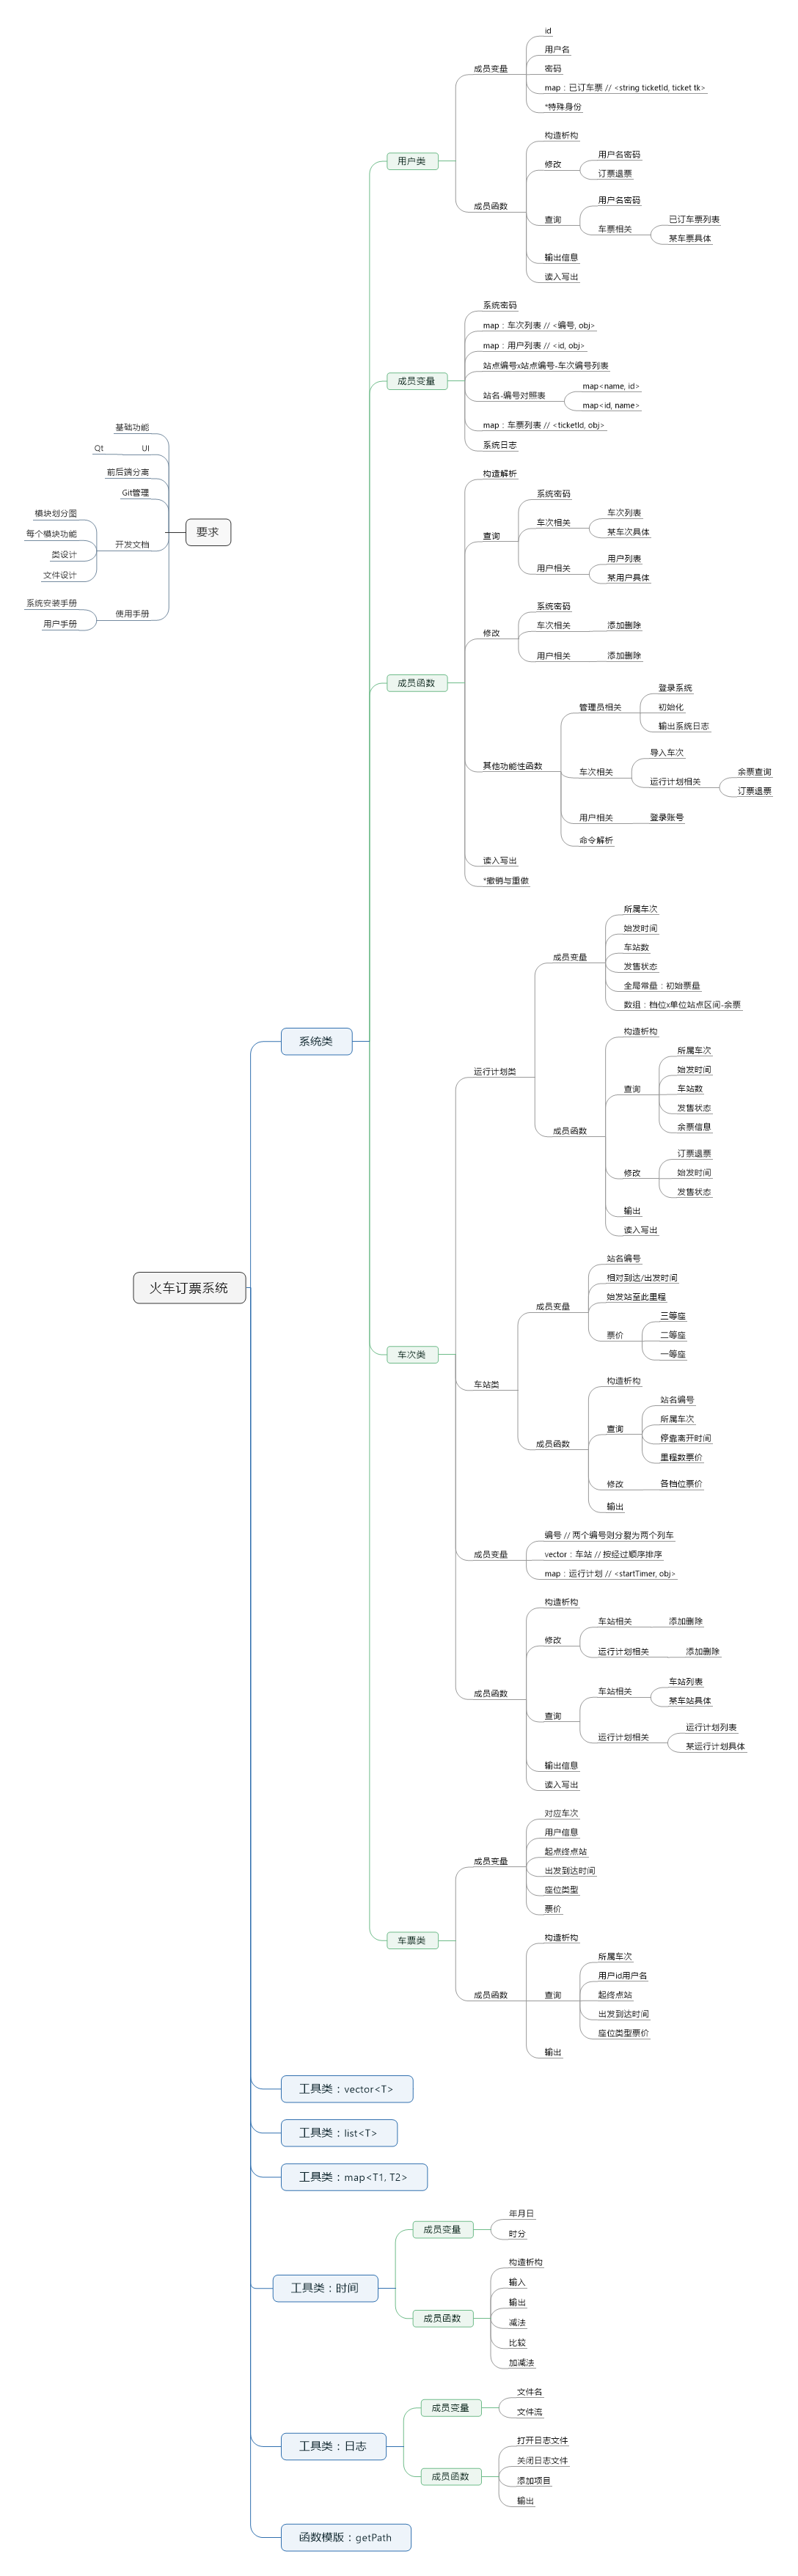 要求
基础功能
UI
Qt
前后端分离
Git管理
开发文档
模块划分图
每个模块功能
类设计
文件设计
使用手册
系统安装手册
用户手册
火车订票系统
系统类
用户类
成员变量
id
用户名
密码
map：已订车票 // <string ticketId, ticket tk>
*特殊身份
成员函数
构造析构
修改
用户名密码
订票退票
查询
用户名密码
车票相关
已订车票列表
某车票具体
输出信息
读入写出
成员变量
系统密码
map：车次列表 // <编号, obj>
map：用户列表 // <id, obj>
站点编号x站点编号-车次编号列表
站名-编号对照表
map<name, id>
map<id, name>
map：车票列表 // <ticketId, obj>
系统日志
成员函数
构造解析
查询
系统密码
车次相关
车次列表
某车次具体
用户相关
用户列表
某用户具体
修改
系统密码
车次相关
添加删除
用户相关
添加删除
其他功能性函数
管理员相关
登录系统
初始化
输出系统日志
车次相关
导入车次
运行计划相关
余票查询
订票退票
用户相关
登录账号
命令解析
读入写出
*撤销与重做
车次类
运行计划类
成员变量
所属车次
始发时间
车站数
发售状态
全局常量：初始票量
数组：档位x单位站点区间-余票
成员函数
构造析构
查询
所属车次
始发时间
车站数
发售状态
余票信息
修改
订票退票
始发时间
发售状态
输出
读入写出
车站类
成员变量
站名编号
相对到达/出发时间
始发站至此里程
票价
三等座
二等座
一等座
成员函数
构造析构
查询
站名编号
所属车次
停靠离开时间
里程数票价
修改
各档位票价
输出
成员变量
编号 // 两个编号则分裂为两个列车
vector：车站 // 按经过顺序排序
map：运行计划 // <startTimer, obj>
成员函数
构造析构
修改
车站相关
添加删除
运行计划相关
添加删除
查询
车站相关
车站列表
某车站具体
运行计划相关
运行计划列表
某运行计划具体
输出信息
读入写出
车票类
成员变量
对应车次
用户信息
起点终点站
出发到达时间
座位类型
票价
成员函数
构造析构
查询
所属车次
用户id用户名
起终点站
出发到达时间
座位类型票价
输出
工具类：vector<T>
工具类：list<T>
工具类：map<T1, T2>
工具类：时间
成员变量
年月日
时分
成员函数
构造析构
输入
输出
减法
比较
加减法
工具类：日志
成员变量
文件名
文件流
成员函数
打开日志文件
关闭日志文件
添加项目
输出
函数模版：getPath